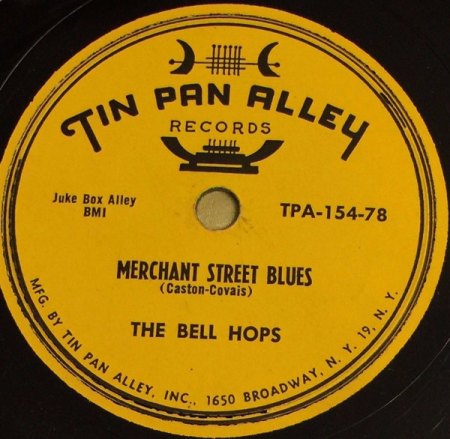 TIN PAN ALLEY
RECORDS
Juke Box Alley
BMI
TPA-154-78
MERCHANT STREET BLUES
(Caston-Covais)
THE BELL HOPS
MFG. BY TIN PAN ALLEY, INC., 1650 BROADWAY, N. Y. 19, N. Y.